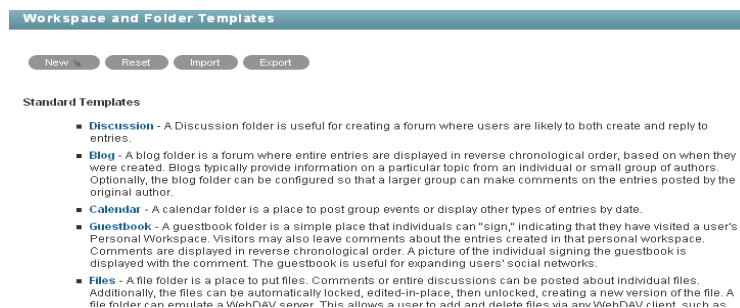 Workspace and Folder Templates
New Reset Import Export
Standard Templates
Discussion - A Discussion folder is useful for creating a forum where users are likely to both create and reply to
entries.
Blog - A blog folder is a forum where entire entries are displayed in reverse chronological order, based on when they
were created. Blogs typically provide information on a particular topic from an individual or small group of authors.
Optionally, the blog folder can be configured so that a larger group can make comments on the entries posted by the
original author.
Calendar - A calendar folder is a place to post group events or display other types of entries by date.
Guestbook - A guestbook folder is a simple place that individuals can "sign," indicating that they have visited a user's
Personal Workspace. Visitors may also leave comments about the entries created in that personal workspace.
Comments are displayed in reverse chronological order. A picture of the individual signing the guestbook is
displayed with the comment. The guestbook is useful for expanding users' social networks.
Files - A file folder is a place to put files. Comments or entire discussions can be posted about individual files.
Additionally, the files can be automatically locked, edited-in-place, then unlocked, creating a new version of the file. A
file folder can emulate a WebDAV server. This allows a user to add and delete files via any WebDAV client, such as